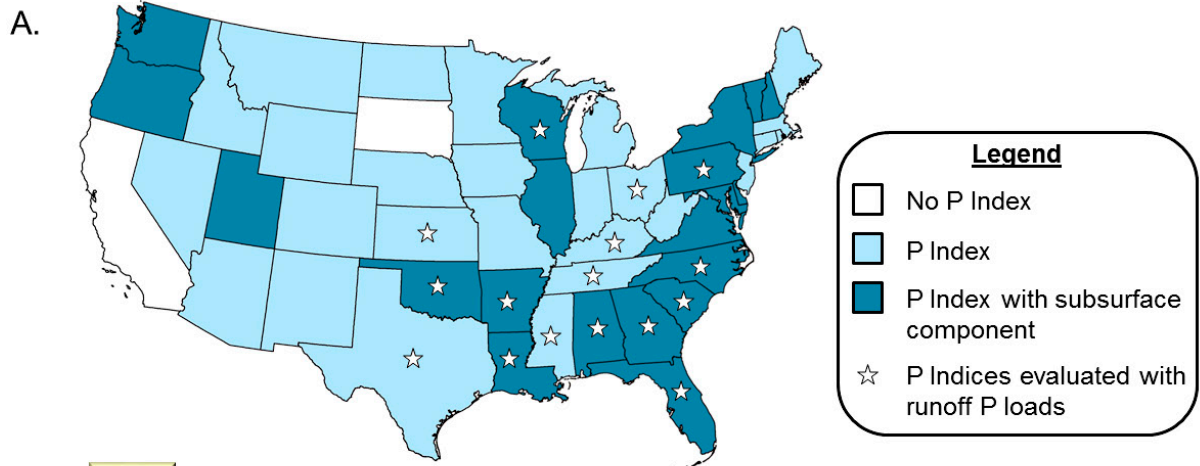 A.
Legend
No P Index
P Index
P Index with subsurface
component
P Indices evaluated with
runoff P loads